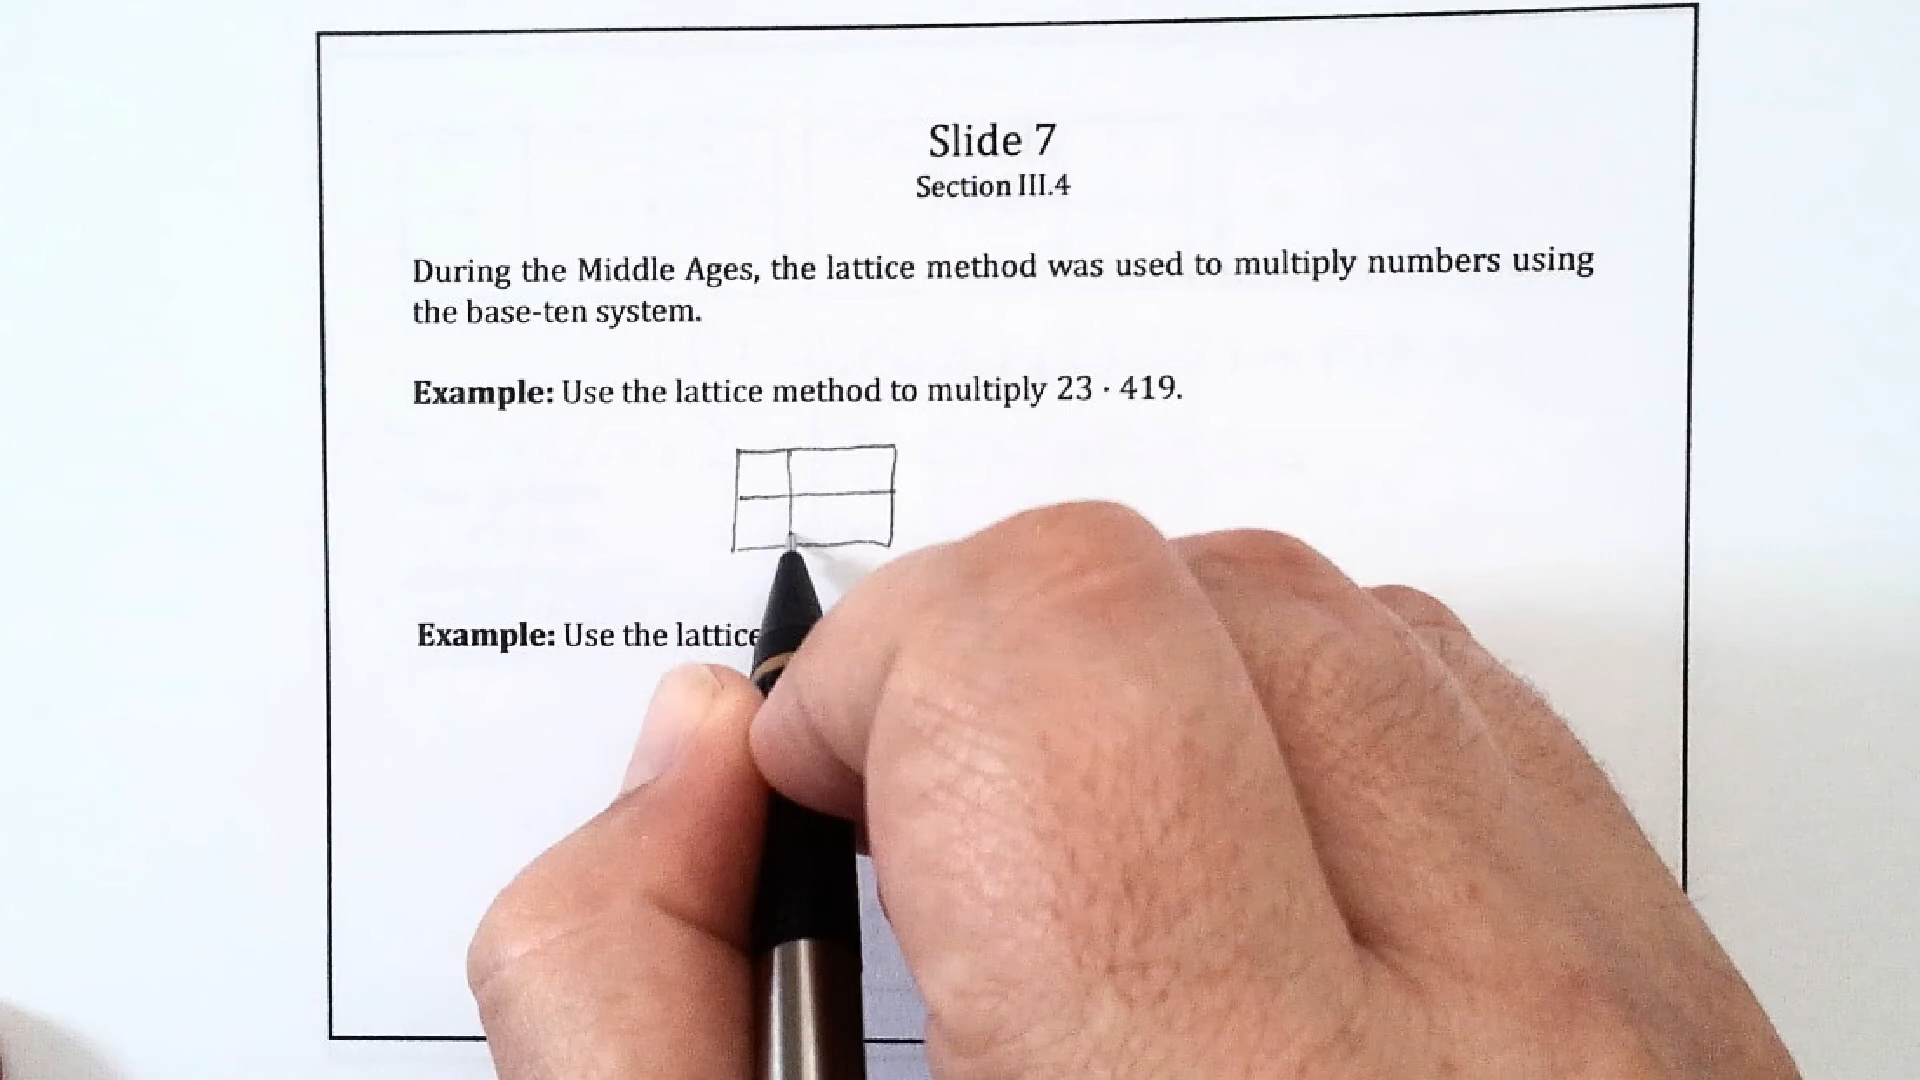 Slide 7
Section III.4
During the Middle Ages, the lattice method was used to multiply numbers using
the base-ten system.
Example: Use the lattice method to multiply 23 · 419.
Example: Use the lattice